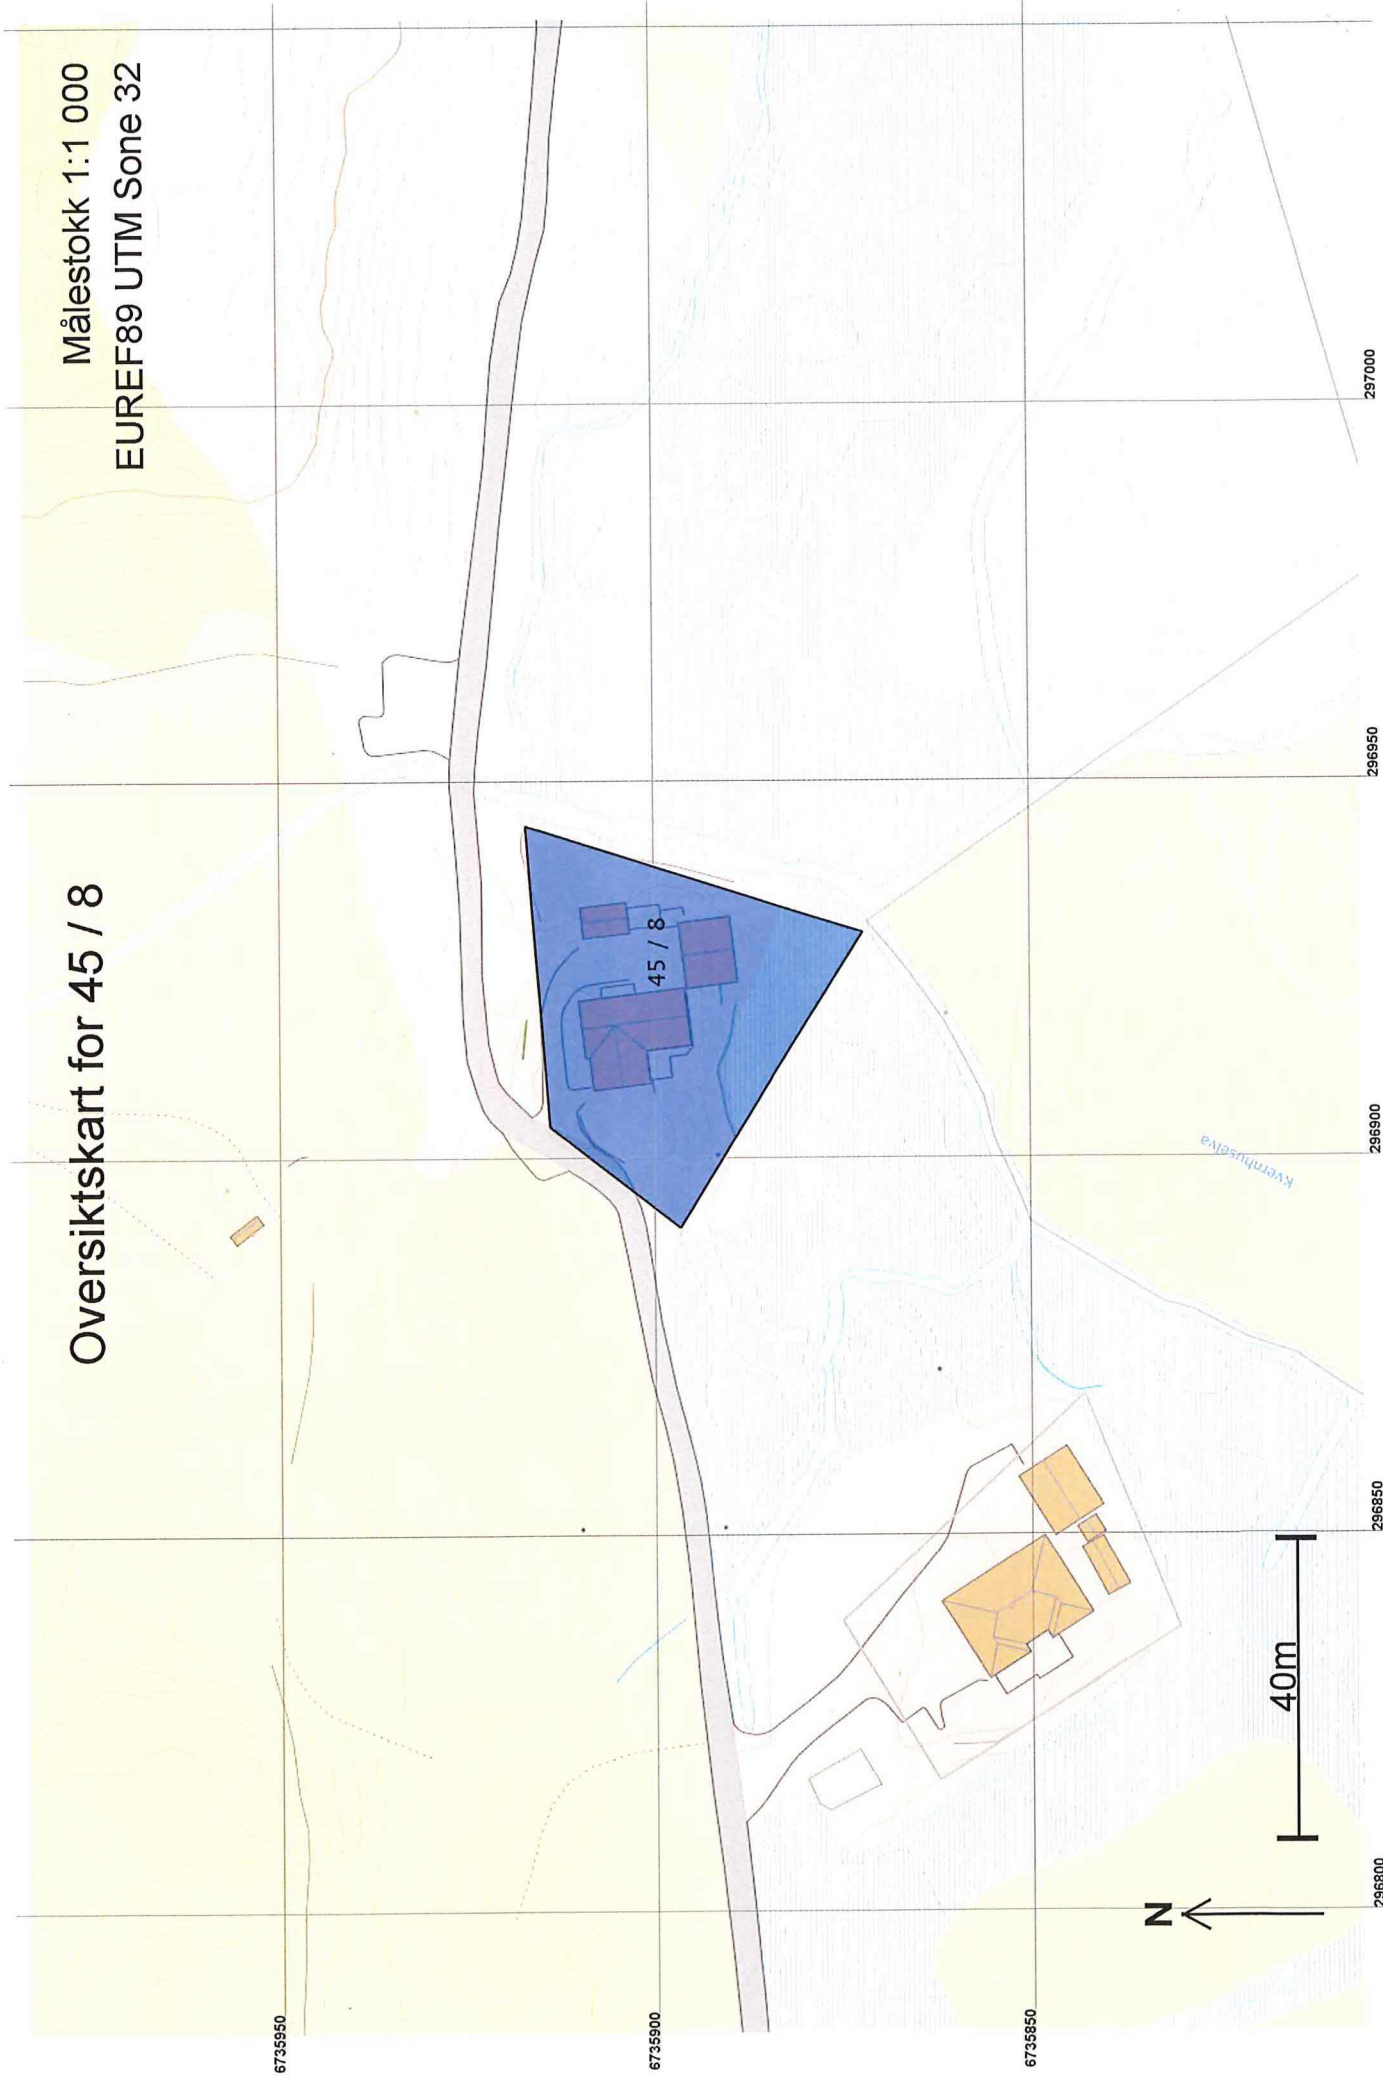 Oversiktskart for 45 / 8
Målestokk 1:1 000
EUREF89 UTM Sone 32
6735950
6735900
6735850
45 / 8
Kvernhuselva
N
40m
296800
296850
296900
296950
297000